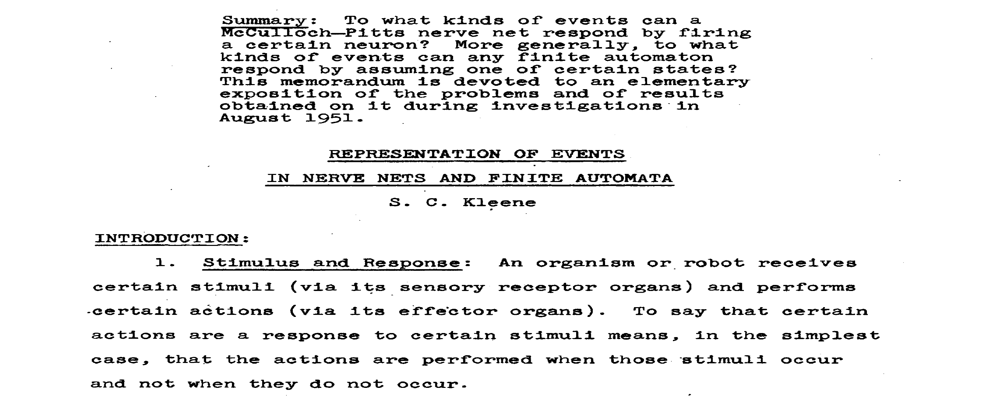 Summary: To what kinds of events can a
McCulloch—Pitts nerve net respond by firing
a certain neuron? More generally, to what
kinds of events can any finite automaton
respond by assuming one of certain states?
This memorandum is devoted to an elementary
exposition of the problems and of results
obtained on it during investigations in
August 1951.
REPRESENTATION OF EVENTS
IN NERVE NETS AND FINITE AUTOMATA
S. C. Kleene
INTRODUCTION:
1. Stimulus and Response: An organism or robot receives
certain stimuli (via its sensory receptor organs) and performs
certain actions (via its effector organs). To say that certain
actions are a response to certain stimuli means, in the simplest
case, that the actions are performed when those stimuli occur
and not when they do not occur.